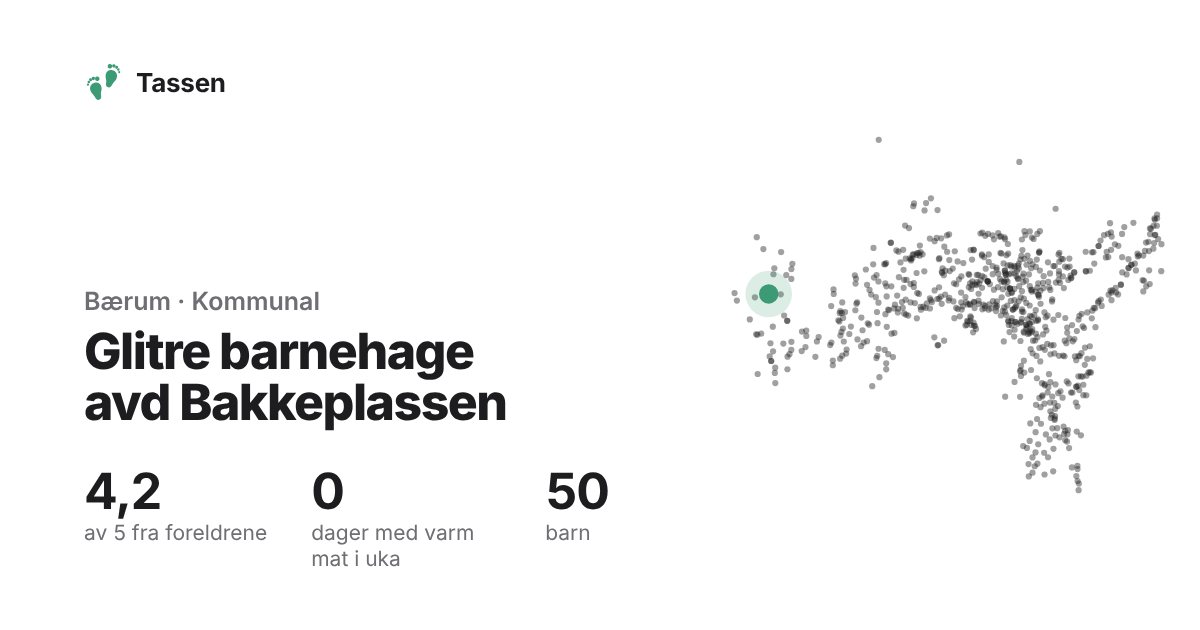 Tassen
Bærum · Kommunal
Glitre barnehage
avd Bakkeplassen
4,2
av 5 fra foreldrene
0
dager med varm
mat i uka
50
barn